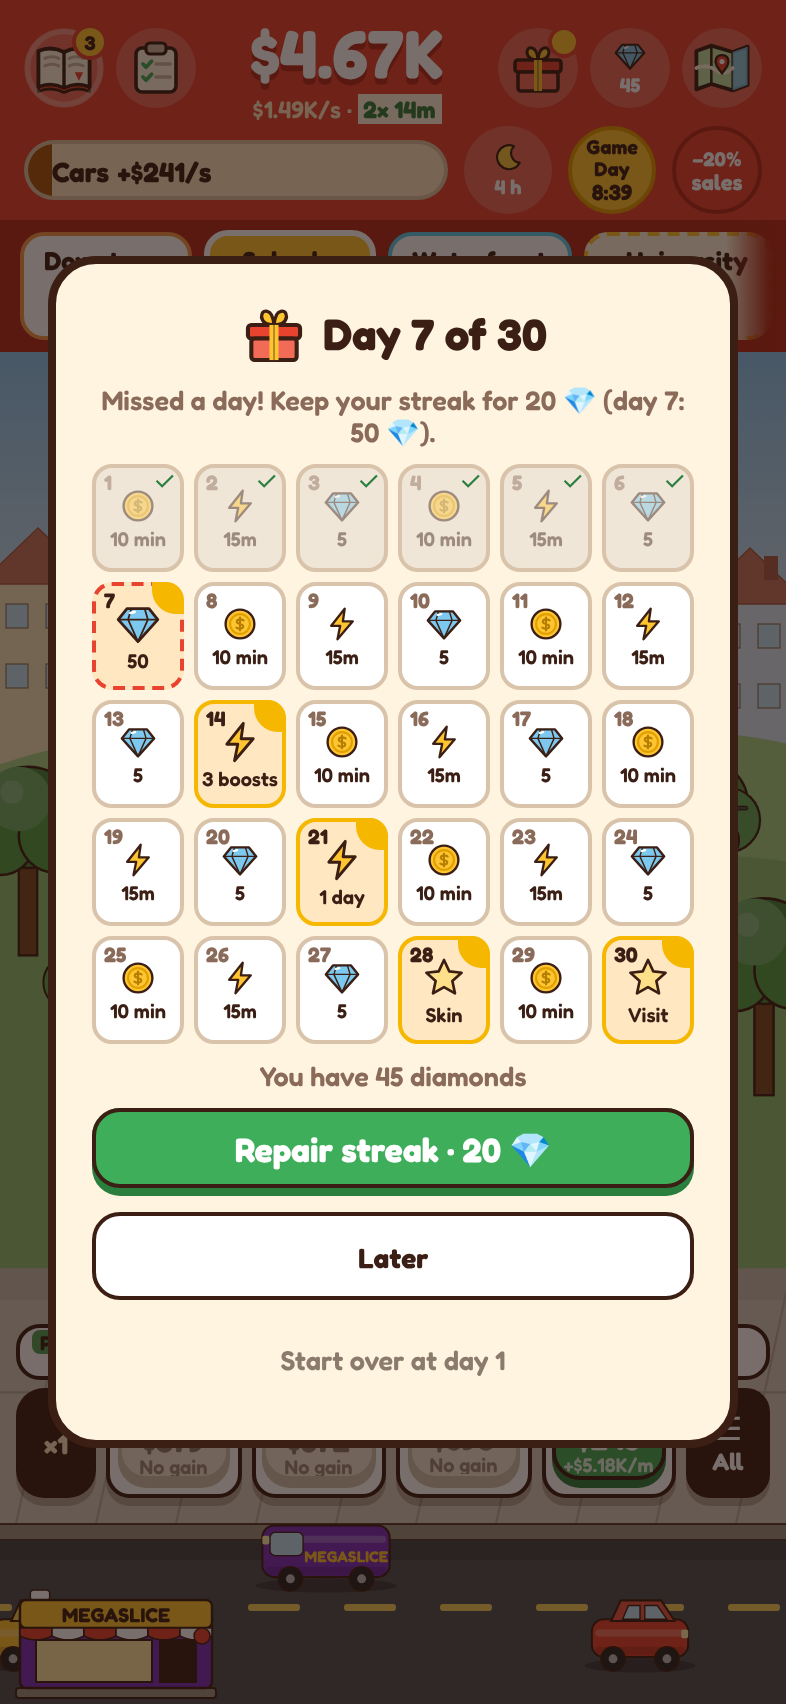 3
$4.67K
$1.49K/s · 2× 14m
45
Cars +$241/s
4 h
Game
Day
8:39
−20%
sales
Day 7 of 30
Missed a day! Keep your streak for 20 💎 (day 7:
50 💎).
1
10 min
2
15m
3
5
4
10 min
5
15m
6
5
7
50
8
10 min
9
15m
10
5
11
10 min
12
15m
13
5
14
3 boosts
15
10 min
16
15m
17
5
18
10 min
19
15m
20
5
21
1 day
22
10 min
23
15m
24
5
25
10 min
26
15m
27
5
28
Skin
29
10 min
30
Visit
You have 45 diamonds
Repair streak · 20 💎
Later
Start over at day 1
x1
No gain
No gain
No gain
+$5.18K/m
All
MEGASLICE
MEGASLICE